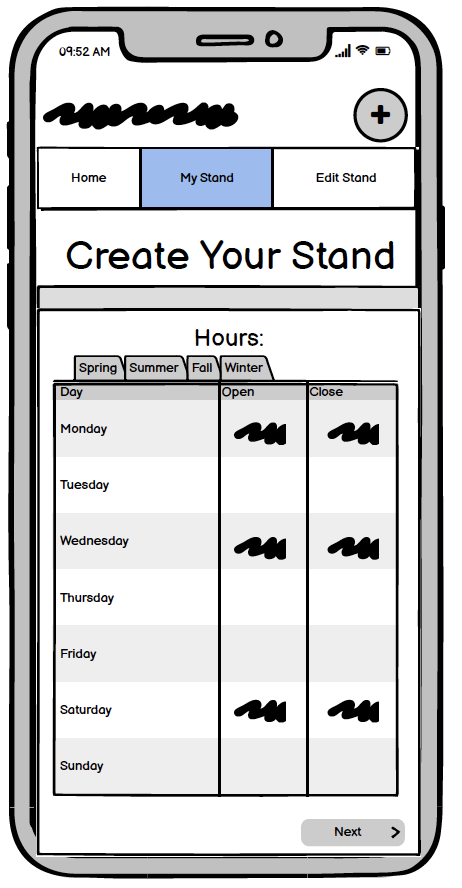 09:52 AM
Home My Stand Edit Stand
Create Your Stand
Hours:
Spring Summer Fall Winter
Day Open Close
Monday
Tuesday
Wednesday
Thursday
Friday
Saturday
Sunday
Next >